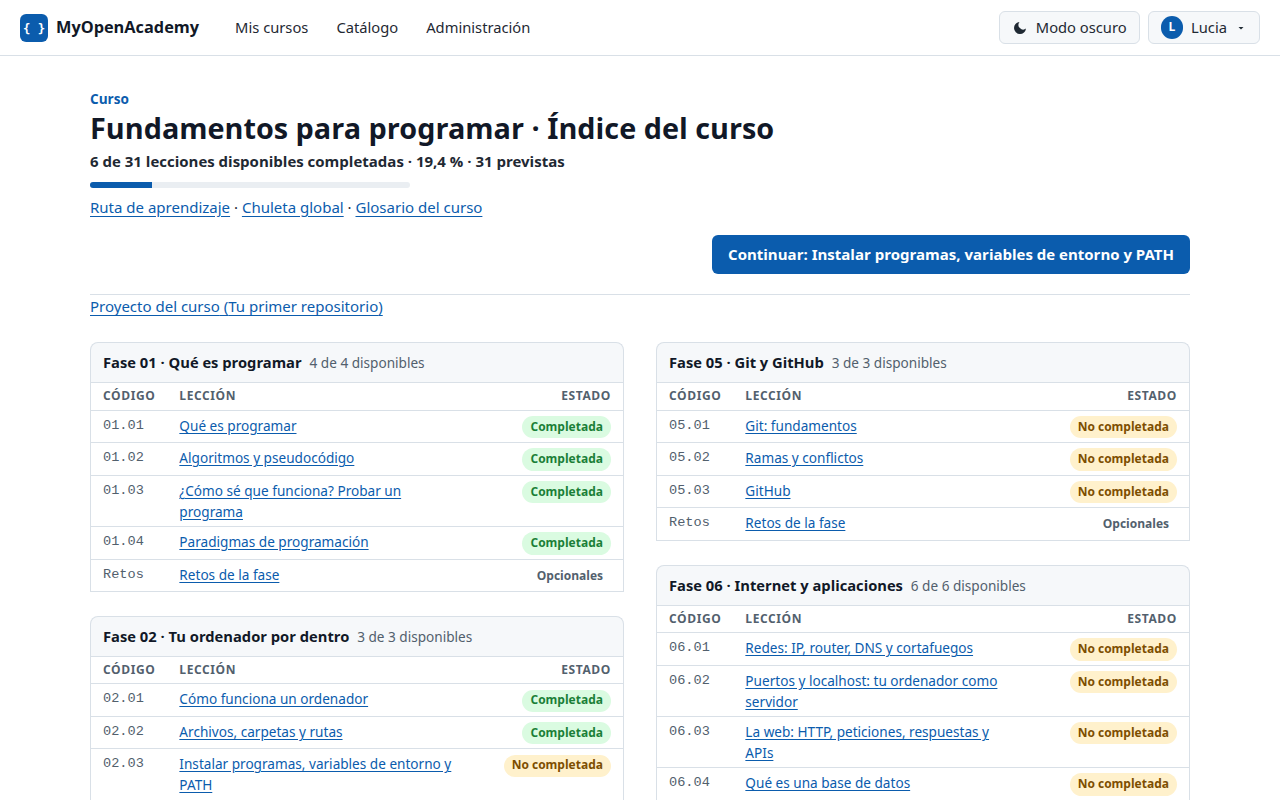 { } MyOpenAcademy Mis cursos Catálogo Administración Modo oscuro L Lucia
Curso
Fundamentos para programar · Índice del curso
6 de 31 lecciones disponibles completadas · 19,4 % · 31 previstas
Ruta de aprendizaje · Chuleta global · Glosario del curso
Continuar: Instalar programas, variables de entorno y PATH
Proyecto del curso (Tu primer repositorio)
Fase 01 · Qué es programar 4 de 4 disponibles
CÓDIGO LECCIÓN ESTADO
01.01 Qué es programar Completada
01.02 Algoritmos y pseudocódigo Completada
01.03 ¿Cómo sé que funciona? Probar un Completada
programa
01.04 Paradigmas de programación Completada
Retos Retos de la fase Opcionales
Fase 02 · Tu ordenador por dentro 3 de 3 disponibles
CÓDIGO LECCIÓN ESTADO
02.01 Cómo funciona un ordenador Completada
02.02 Archivos, carpetas y rutas Completada
02.03 Instalar programas, variables de entorno y No completada
PATH
Fase 05 · Git y GitHub 3 de 3 disponibles
CÓDIGO LECCIÓN ESTADO
05.01 Git: fundamentos No completada
05.02 Ramas y conflictos No completada
05.03 GitHub No completada
Retos Retos de la fase Opcionales
Fase 06 · Internet y aplicaciones 6 de 6 disponibles
CÓDIGO LECCIÓN ESTADO
06.01 Redes: IP, router, DNS y cortafuegos No completada
06.02 Puertos y localhost: tu ordenador como No completada
servidor
06.03 La web: HTTP, peticiones, respuestas y No completada
APIs
06.04 Qué es una base de datos No completada